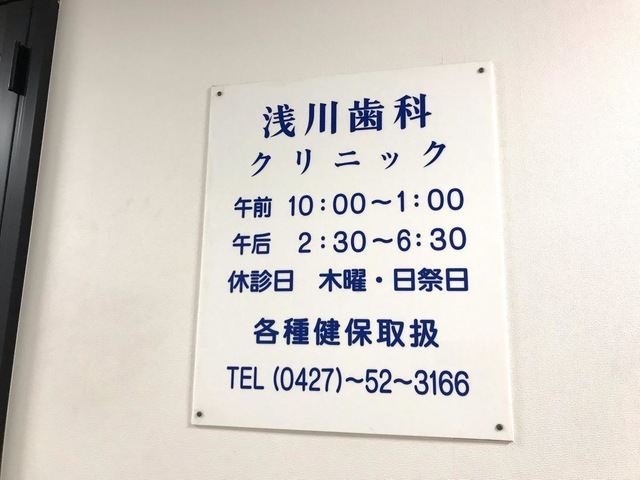 浅川歯科
クリニック
午前 10:00〜1:00
午后 2:30〜6:30
休診日 木曜・日祭日
各種健保取扱
TEL (0427)〜52〜3166